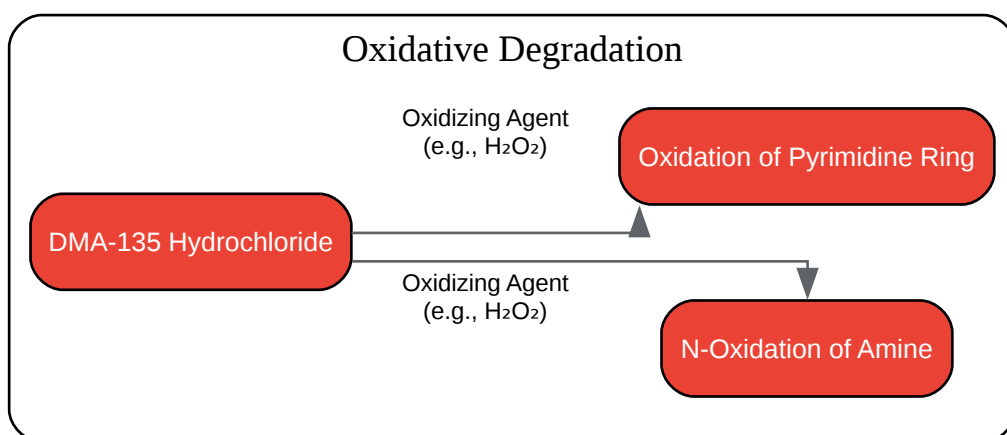 Oxidative Degradation
Oxidizing Agent
(e.g., H₂O₂)
Oxidation of Pyrimidine Ring
DMA-135 Hydrochloride
Oxidizing Agent
(e.g., H₂O₂)
N-Oxidation of Amine